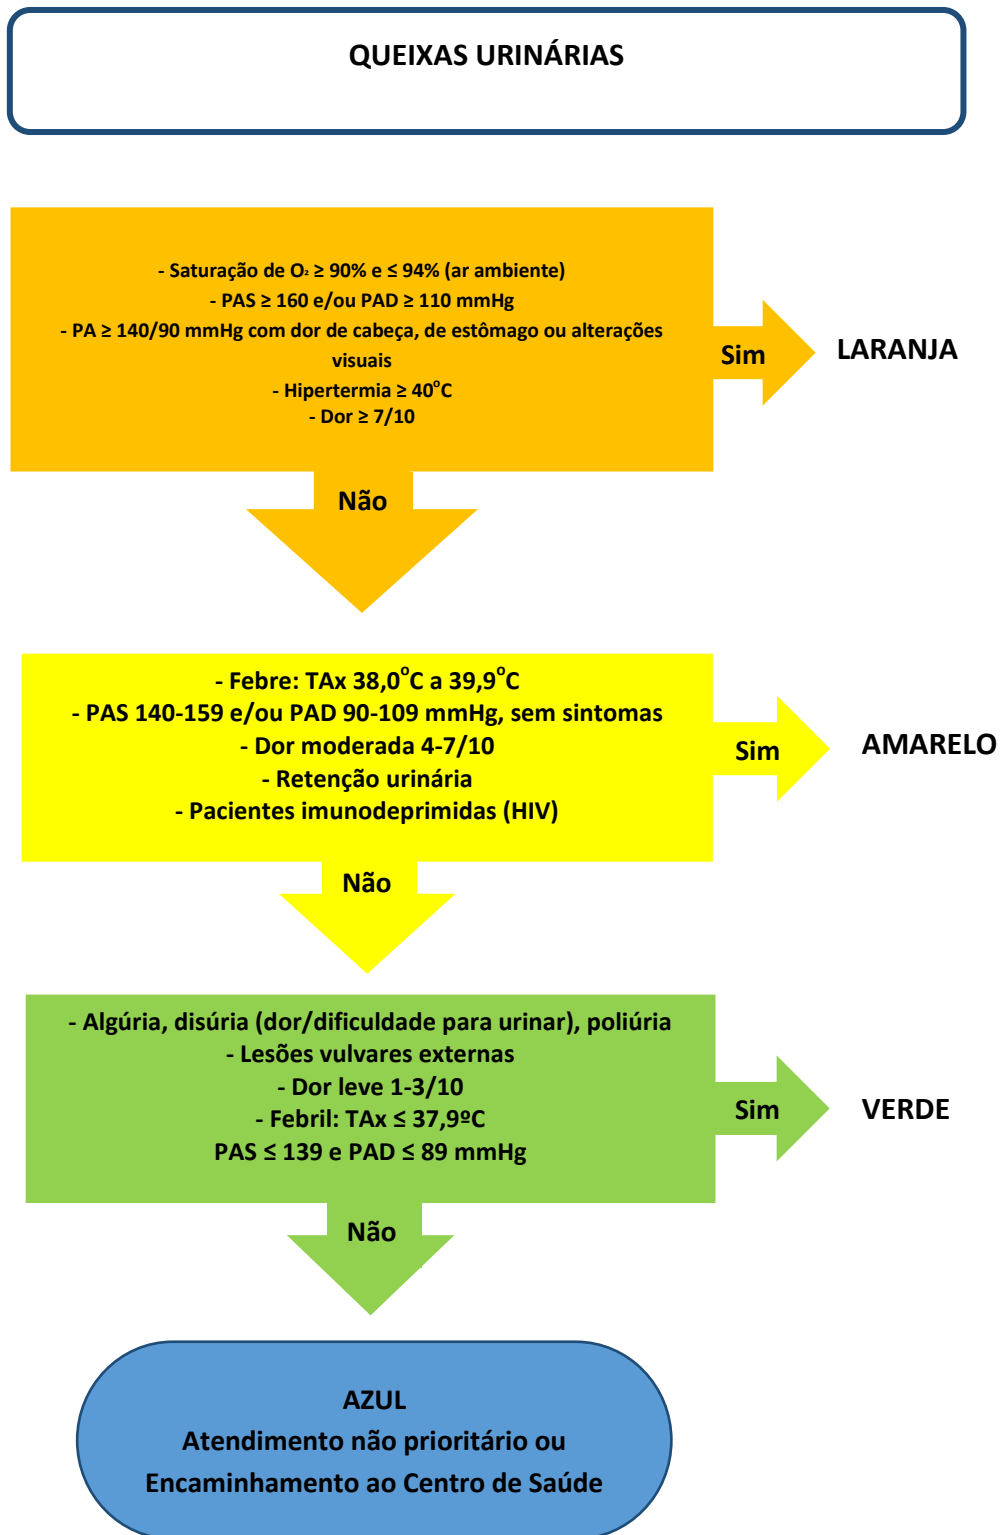 QUEIXAS URINÁRIAS
- Saturação de O₂ ≥ 90% e ≤ 94% (ar ambiente)
- PAS ≥ 160 e/ou PAD ≥ 110 mmHg
- PA ≥ 140/90 mmHg com dor de cabeça, de estômago ou alterações
visuais
- Hipertermia ≥ 40°C
- Dor ≥ 7/10
Sim
LARANJA
Não
- Febre: TAx 38,0°C a 39,9°C
- PAS 140-159 e/ou PAD 90-109 mmHg, sem sintomas
- Dor moderada 4-7/10
- Retenção urinária
- Pacientes imunodeprimidas (HIV)
Sim
AMARELO
Não
- Algúria, disúria (dor/dificuldade para urinar), poliúria
- Lesões vulvares externas
- Dor leve 1-3/10
- Febril: TAx ≤ 37,9ºC
PAS ≤ 139 e PAD ≤ 89 mmHg
Sim
VERDE
Não
AZUL
Atendimento não prioritário ou
Encaminhamento ao Centro de Saúde